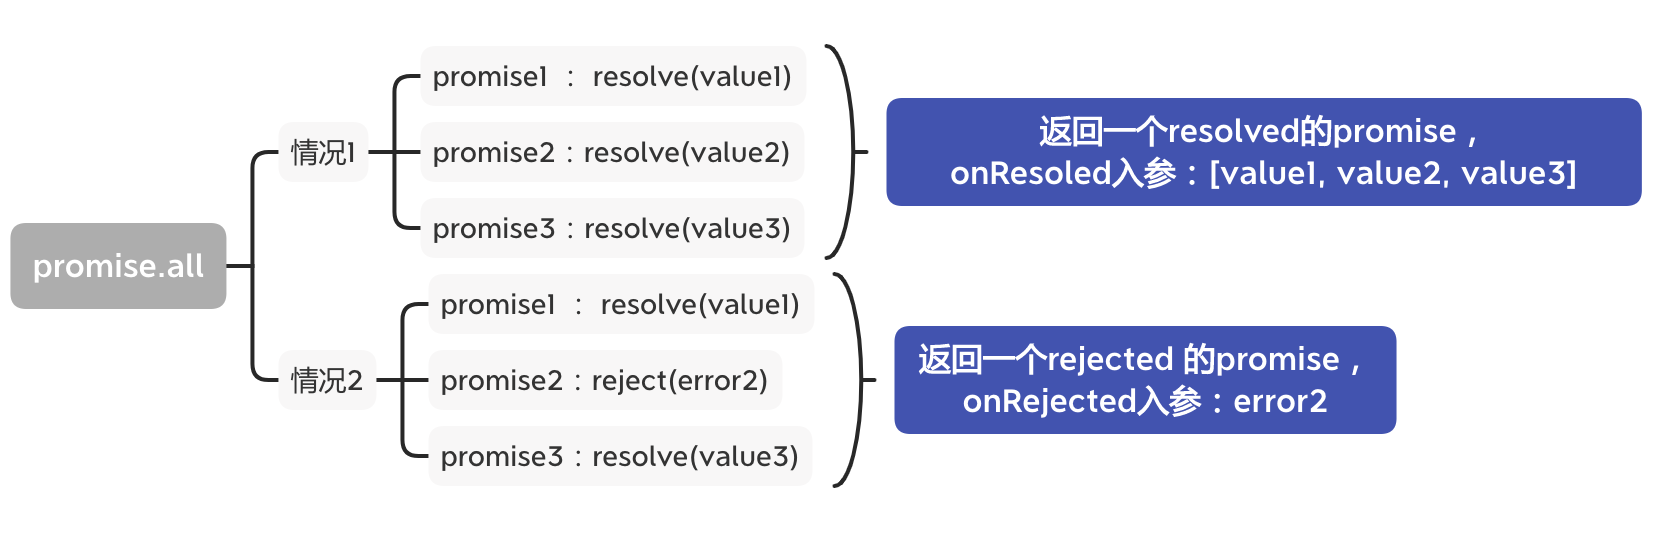 promise.all
情况1
promise1 ： resolve(value1)
promise2：resolve(value2)
promise3：resolve(value3)
返回一个resolved的promise，
onResoled入参：[value1, value2, value3]
情况2
promise1 ： resolve(value1)
promise2：reject(error2)
promise3：resolve(value3)
返回一个rejected 的promise，
onRejected入参：error2